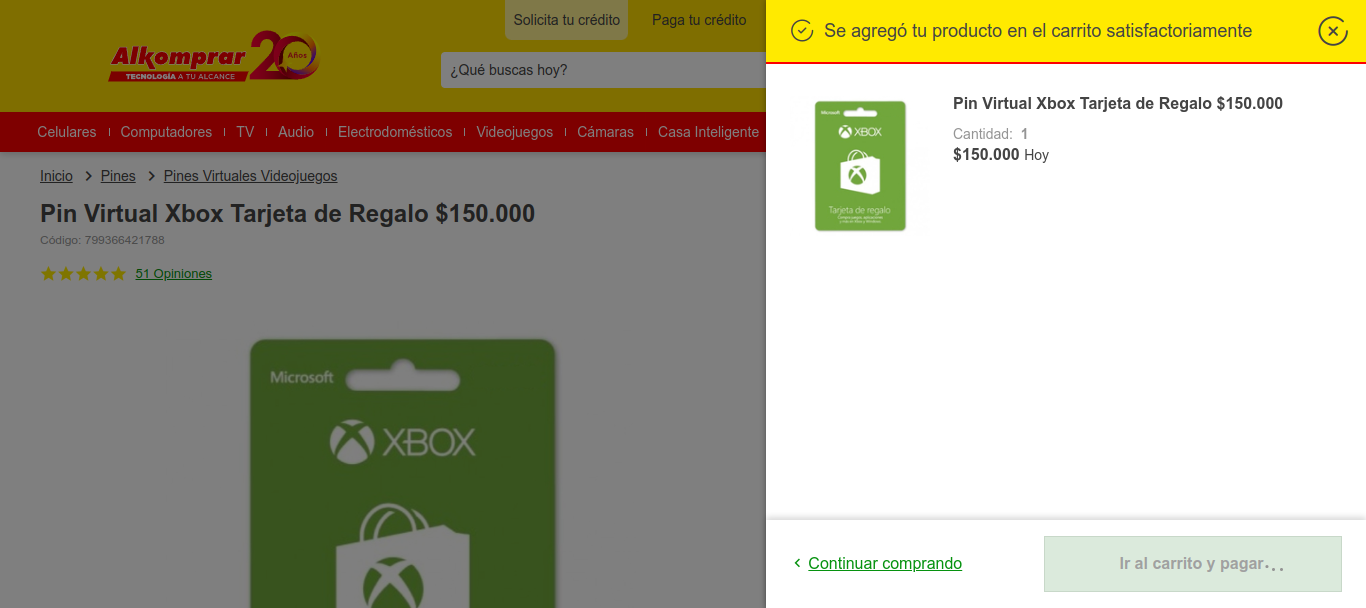 Solicita tu crédito
Paga tu crédito
Alkomprar 20 Años
TECNOLOGÍA A TU ALCANCE
¿Qué buscas hoy?
Celulares
Computadores
TV
Audio
Electrodomésticos
Videojuegos
Cámaras
Casa Inteligente
Inicio
Pines
Pines Virtuales Videojuegos
Pin Virtual Xbox Tarjeta de Regalo $150.000
Código: 799366421788
51 Opiniones
Microsoft
XBOX
Se agregó tu producto en el carrito satisfactoriamente
Microsoft
XBOX
Tarjeta de regalo
Pin Virtual Xbox Tarjeta de Regalo $150.000
Cantidad: 1
$150.000 Hoy
Continuar comprando
Ir al carrito y pagar...